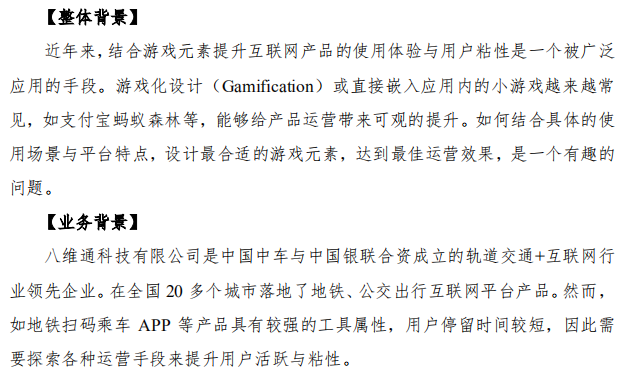 【整体背景】
近年来，结合游戏元素提升互联网产品的使用体验与用户粘性是一个被广泛
应用的手段。游戏化设计（Gamification）或直接嵌入应用内的小游戏越来越常
见，如支付宝蚂蚁森林等，能够给产品运营带来可观的提升。如何结合具体的使
用场景与平台特点，设计最合适的游戏元素，达到最佳运营效果，是一个有趣的
问题。
【业务背景】
八维通科技有限公司是中国中车与中国银联合资成立的轨道交通+互联网行
业领先企业。在全国 20 多个城市落地了地铁、公交出行互联网平台产品。然而，
如地铁扫码乘车 APP 等产品具有较强的工具属性，用户停留时间较短，因此需
要探索各种运营手段来提升用户活跃与粘性。